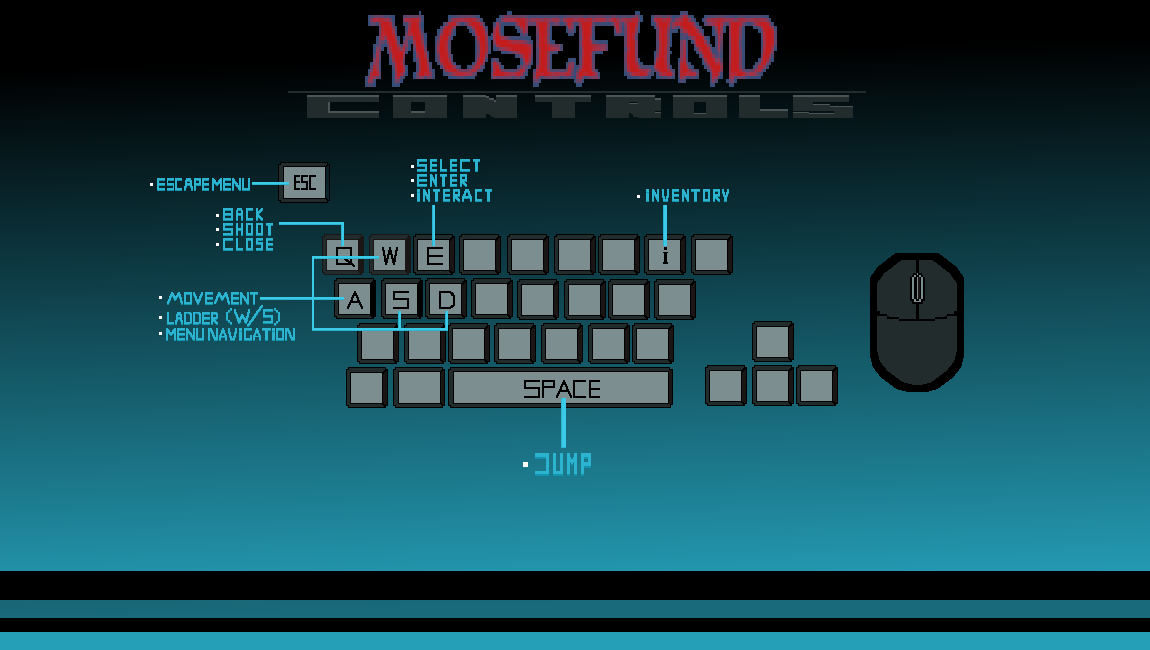 MOSEFUND
CONTROLS
· SELECT
· ENTER
· INTERACT
· ESCAPE MENU
ESC
· INVENTORY
· BACK
· SHOOT
· CLOSE
Q W E i
· MOVEMENT
A S D
· LADDER (W/S)
· MENU NAVIGATION
SPACE
· JUMP